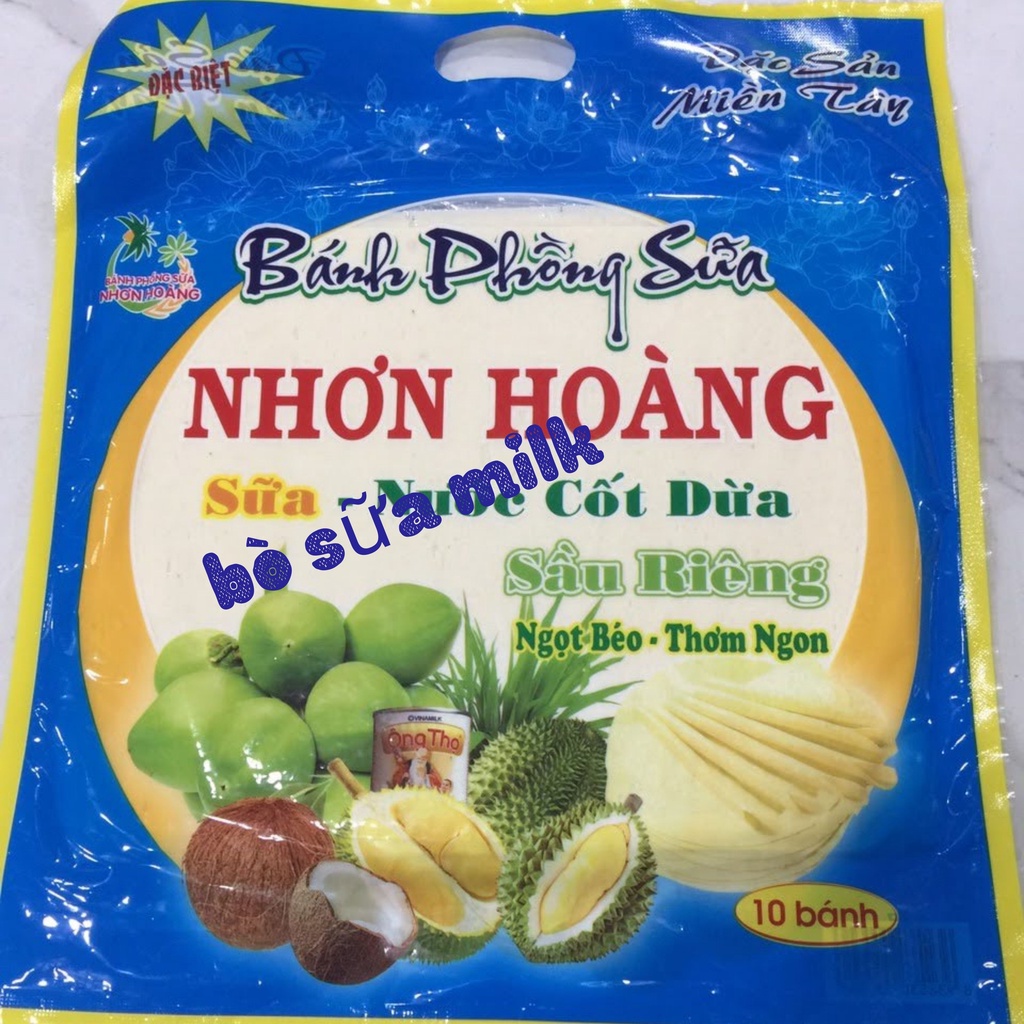 ĐẶC BIỆT
Đặc Sản
Miền Tây
BÁNH PHỒNG SỮA
NHƠN HOÀNG
Bánh Phồng Sữa
NHƠN HOÀNG
Sữa - Nước Cốt Dừa
bò sữa milk
Sầu Riêng
Ngọt Béo - Thơm Ngon
VINAMILK
Ông Thọ
10 bánh